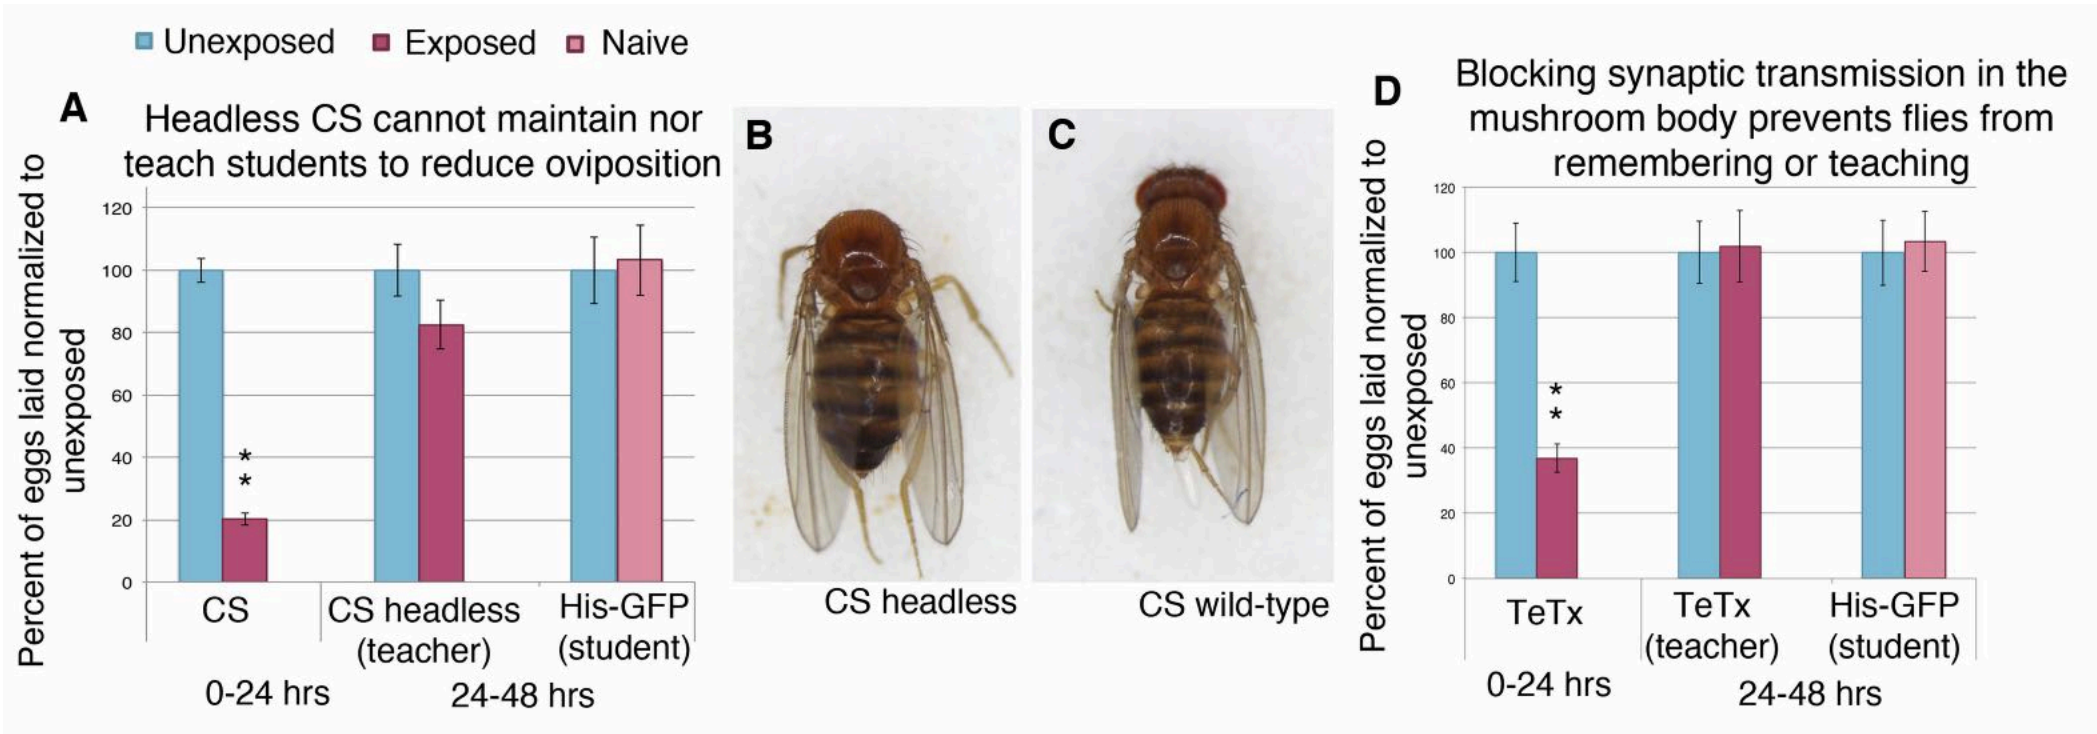 Unexposed Exposed Naive
A
Headless CS cannot maintain nor
teach students to reduce oviposition
Percent of eggs laid normalized to
unexposed
120
100
80
60
40
20
0
*
*
CS
CS headless
(teacher)
His-GFP
(student)
0-24 hrs
24-48 hrs
B
CS headless
C
CS wild-type
D
Blocking synaptic transmission in the
mushroom body prevents flies from
remembering or teaching
Percent of eggs laid normalized to
unexposed
120
100
80
60
40
20
0
*
*
TeTx
TeTx
(teacher)
His-GFP
(student)
0-24 hrs
24-48 hrs